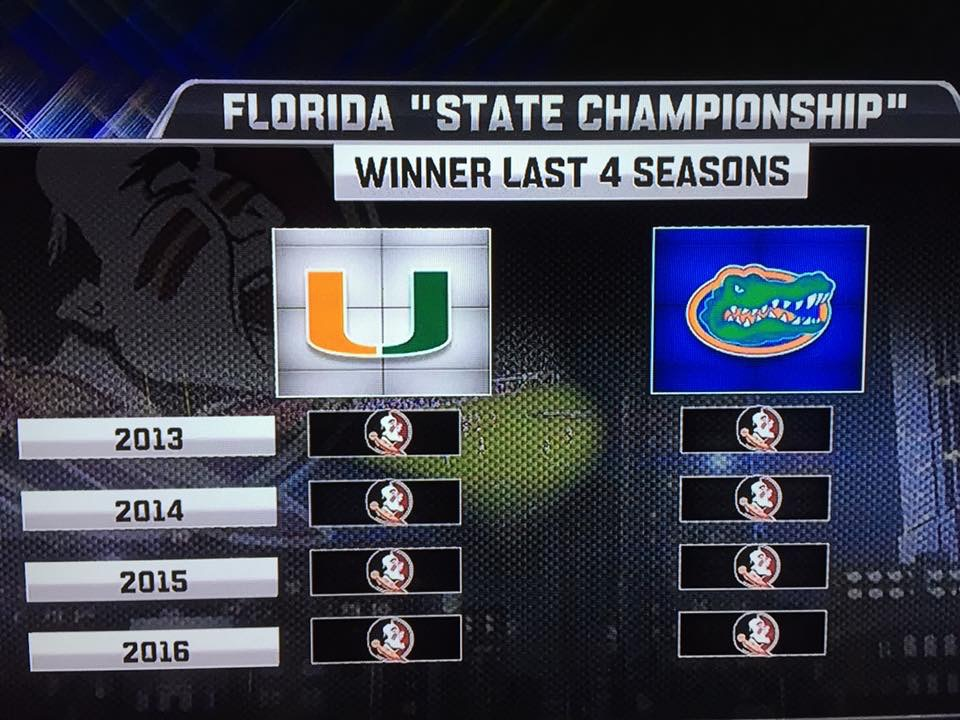 FLORIDA "STATE CHAMPIONSHIP"
WINNER LAST 4 SEASONS
U
2013
2014
2015
2016